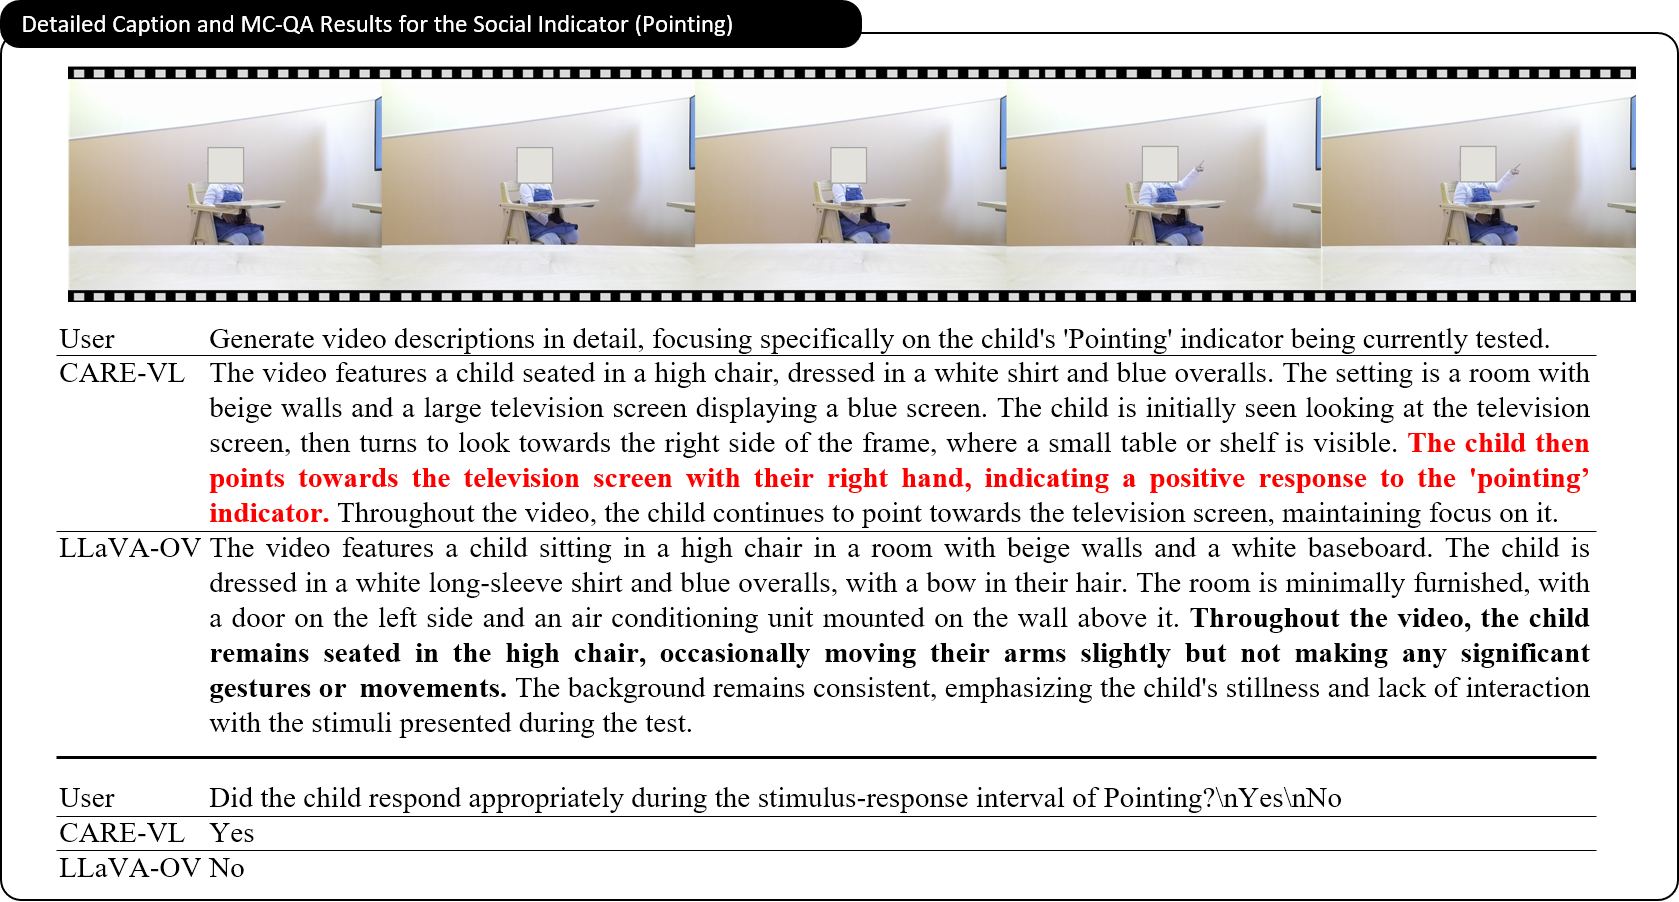 Detailed Caption and MC-QA Results for the Social Indicator (Pointing)
User Generate video descriptions in detail, focusing specifically on the child's 'Pointing' indicator being currently tested.
CARE-VL The video features a child seated in a high chair, dressed in a white shirt and blue overalls. The setting is a room with
beige walls and a large television screen displaying a blue screen. The child is initially seen looking at the television
screen, then turns to look towards the right side of the frame, where a small table or shelf is visible. The child then
points towards the television screen with their right hand, indicating a positive response to the 'pointing’
indicator. Throughout the video, the child continues to point towards the television screen, maintaining focus on it.
LLaVA-OV The video features a child sitting in a high chair in a room with beige walls and a white baseboard. The child is
dressed in a white long-sleeve shirt and blue overalls, with a bow in their hair. The room is minimally furnished, with
a door on the left side and an air conditioning unit mounted on the wall above it. Throughout the video, the child
remains seated in the high chair, occasionally moving their arms slightly but not making any significant
gestures or movements. The background remains consistent, emphasizing the child's stillness and lack of interaction
with the stimuli presented during the test.
User Did the child respond appropriately during the stimulus-response interval of Pointing?\nYes\nNo
CARE-VL Yes
LLaVA-OV No